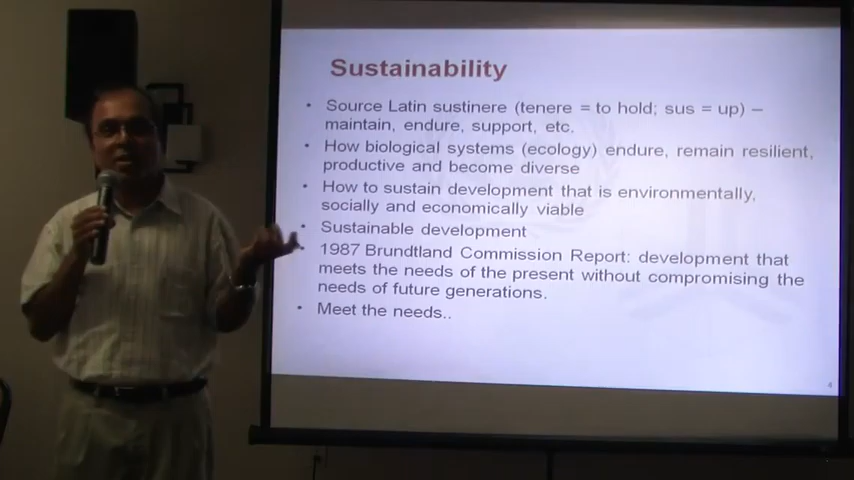 Sustainability
• Source Latin sustinere (tenere = to hold; sus = up) –
maintain, endure, support, etc.
• How biological systems (ecology) endure, remain resilient,
productive and become diverse
• How to sustain development that is environmentally,
socially and economically viable
• Sustainable development
• 1987 Brundtland Commission Report: development that
meets the needs of the present without compromising the
needs of future generations.
• Meet the needs..
4